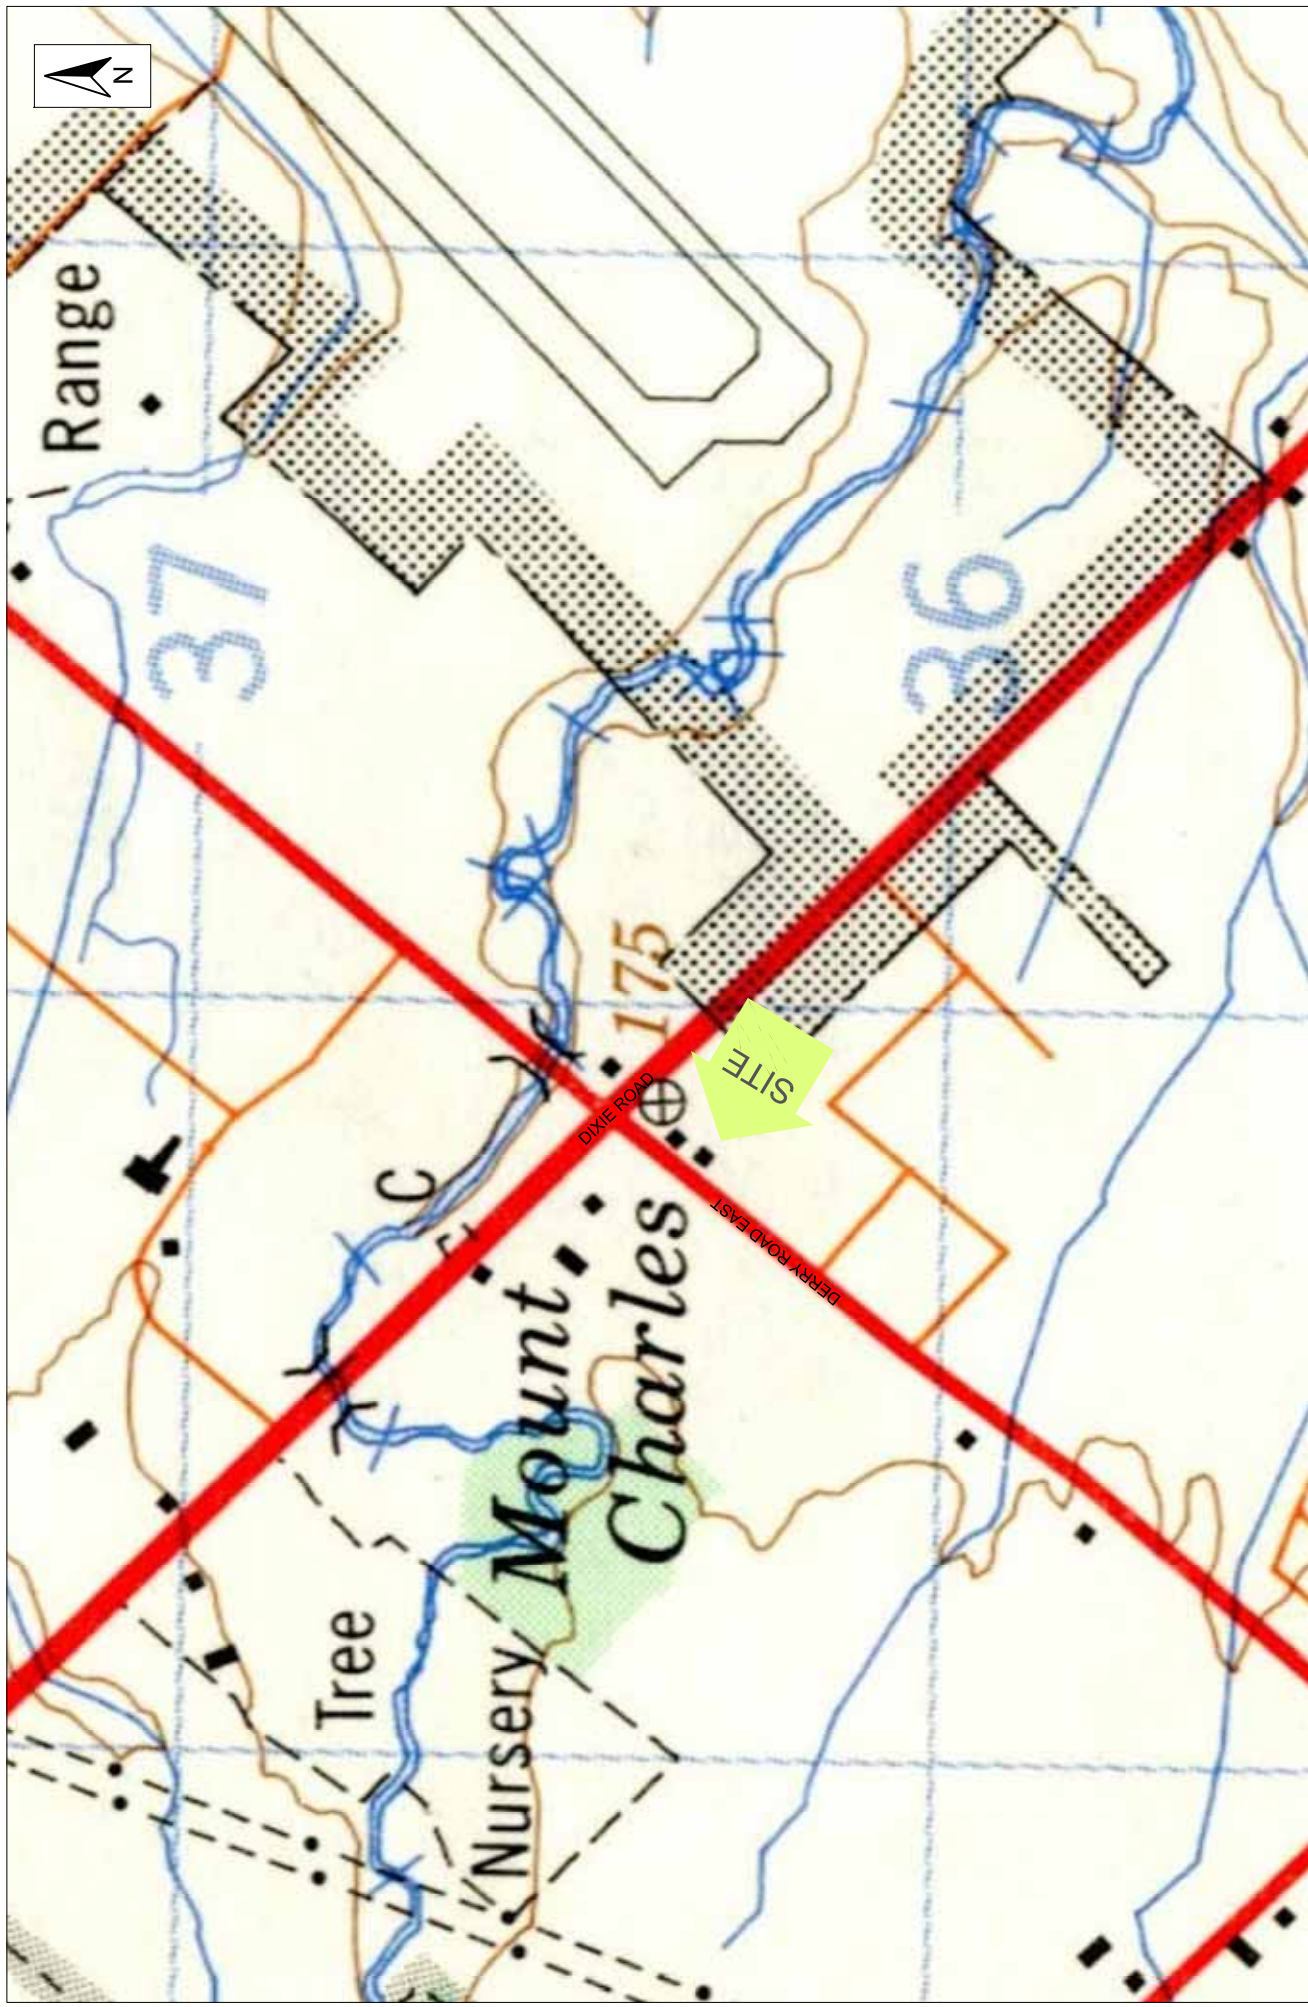 N
Range
37
36
175
DIXIE ROAD
SITE
C
Mount
Charles
DERRY ROAD EAST
Tree
Nursery